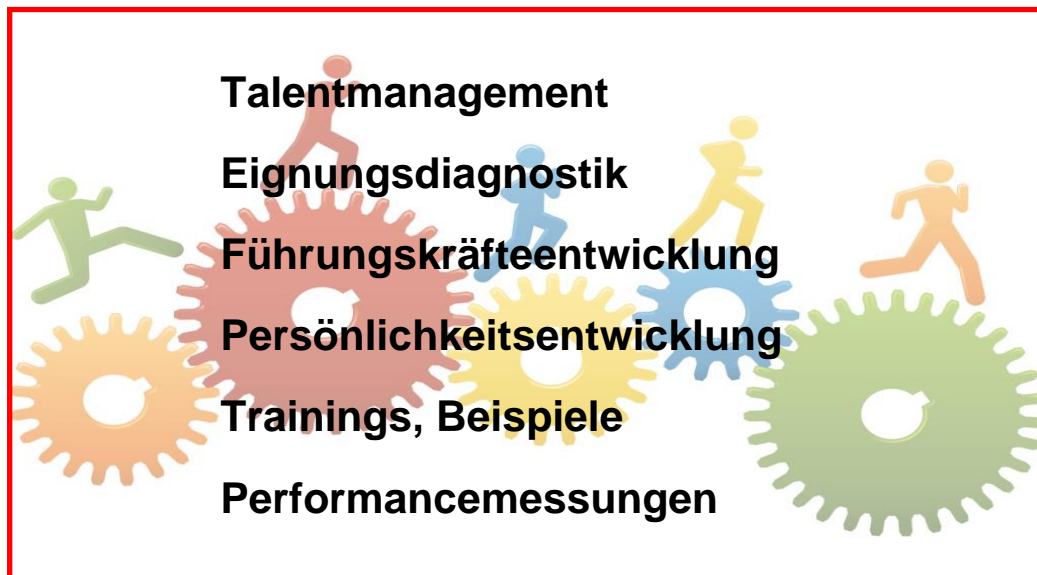 Talentmanagement
Eignungsdiagnostik
Führungskräfteentwicklung
Persönlichkeitsentwicklung
Trainings, Beispiele
Performancemessungen